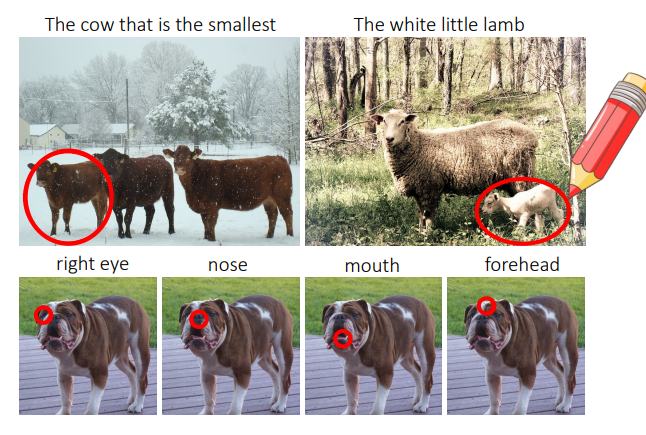 The cow that is the smallest
The white little lamb
right eye
nose
mouth
forehead